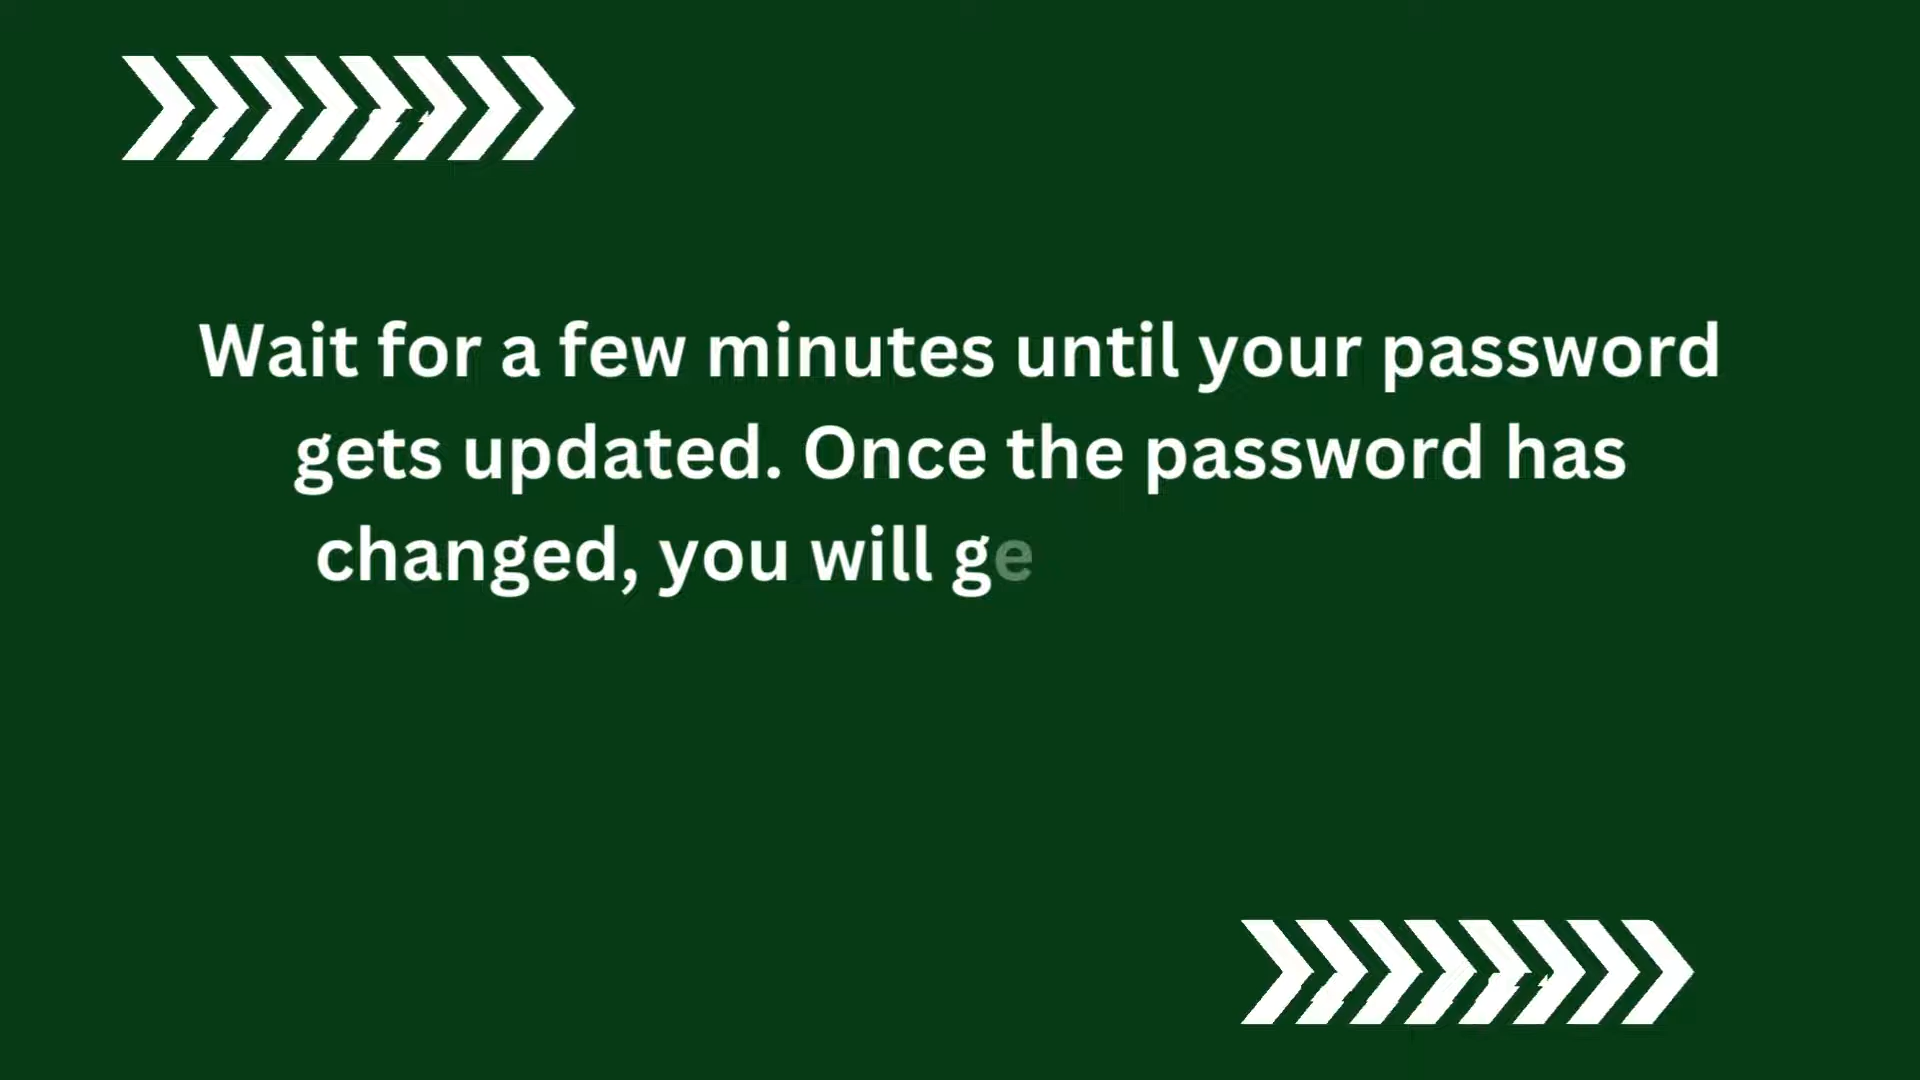 Wait for a few minutes until your password
gets updated. Once the password has
changed, you will ge